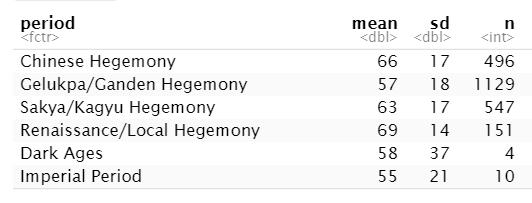 period mean sd n
<fctr> <dbl> <dbl> <int>
Chinese Hegemony 66 17 496
Gelukpa/Ganden Hegemony 57 18 1129
Sakya/Kagyu Hegemony 63 17 547
Renaissance/Local Hegemony 69 14 151
Dark Ages 58 37 4
Imperial Period 55 21 10